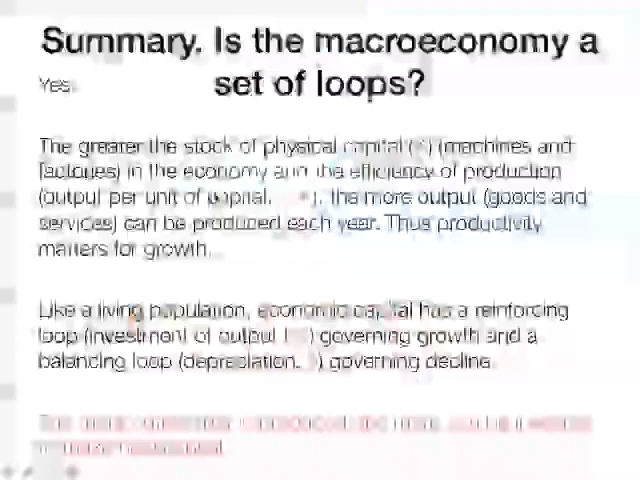 Summary. Is the macroeconomy a
set of loops?
Yes.
The greater the stock of physical capital (machines and
factories) in the economy and the efficiency of production
(output per unit of capital, the more output (goods and
services) can be produced each year. Thus productivity
matters for growth.
Like a living population, economic capital has a reinforcing
loop (investment of output ) governing growth and a
balancing loop (depreciation, ) governing decline.